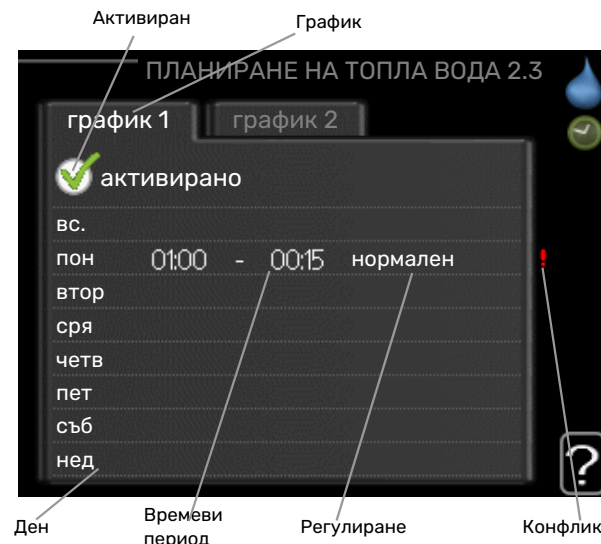 Активиран
График
ПЛАНИРАНЕ НА ТОПЛА ВОДА 2.3
график 1
график 2
активирано
вс.
пон 01:00 - 00:15 нормален !
втор
сря
четв
пет
съб
нед
?
Ден
Времеви
период
Регулиране
Конфлик